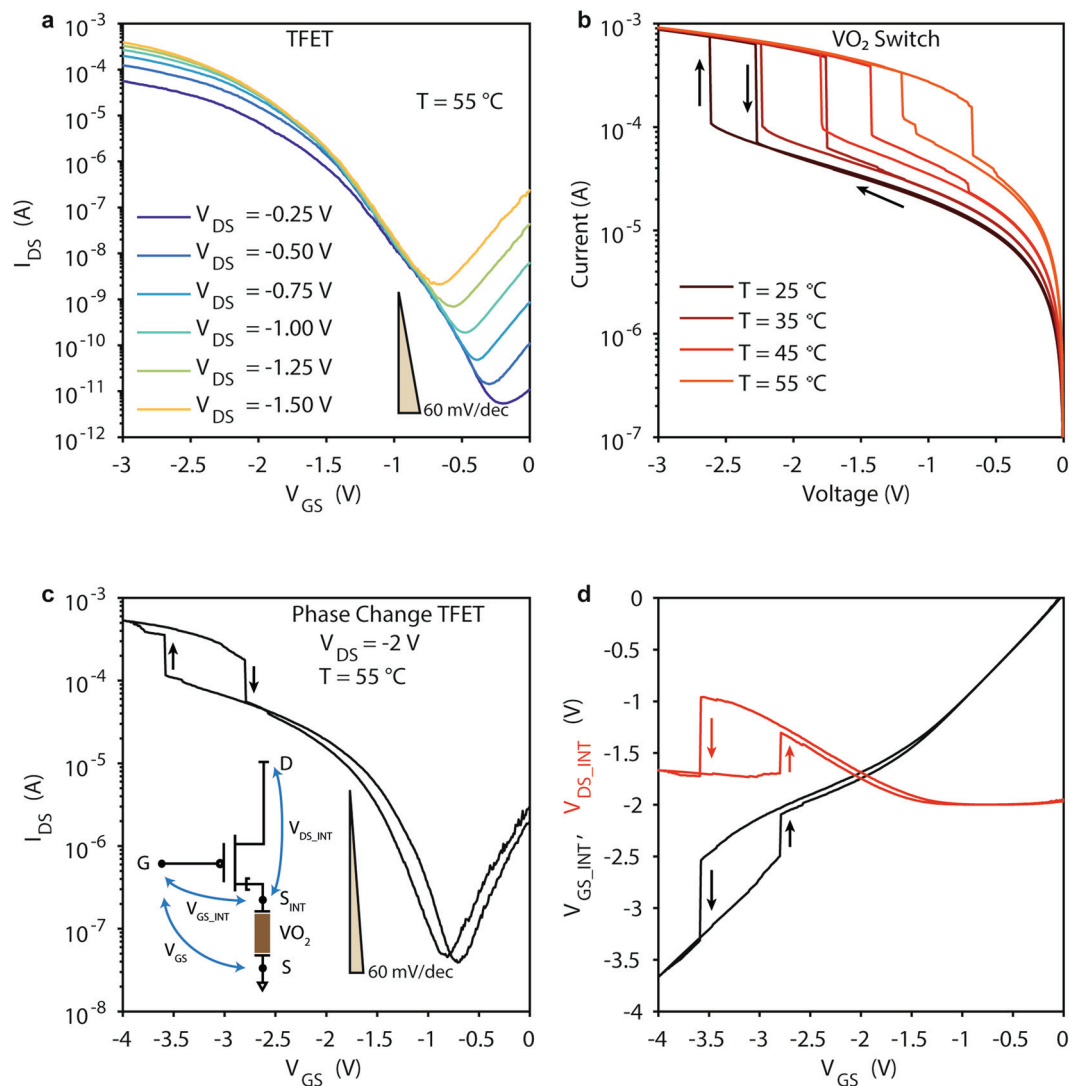 a
TFET
T = 55 °C
I_DS (A)
10^-3
10^-4
10^-5
10^-6
10^-7
10^-8
10^-9
10^-10
10^-11
10^-12
V_DS = -0.25 V
V_DS = -0.50 V
V_DS = -0.75 V
V_DS = -1.00 V
V_DS = -1.25 V
V_DS = -1.50 V
60 mV/dec
-3 -2.5 -2 -1.5 -1 -0.5 0
V_GS (V)
b
VO₂ Switch
Current (A)
10^-3
10^-4
10^-5
10^-6
10^-7
T = 25 °C
T = 35 °C
T = 45 °C
T = 55 °C
-3 -2.5 -2 -1.5 -1 -0.5 0
Voltage (V)
c
Phase Change TFET
V_DS = -2 V
T = 55 °C
I_DS (A)
10^-3
10^-4
10^-5
10^-6
10^-7
10^-8
D
V_DS_INT
G
S_INT
V_GS_INT
VO₂
V_GS
S
60 mV/dec
-4 -3.5 -3 -2.5 -2 -1.5 -1 -0.5 0
V_GS
d
V_GS_INT, V_DS_INT (V)
0
-0.5
-1
-1.5
-2
-2.5
-3
-3.5
-4
-4 -3.5 -3 -2.5 -2 -1.5 -1 -0.5 0
V_GS